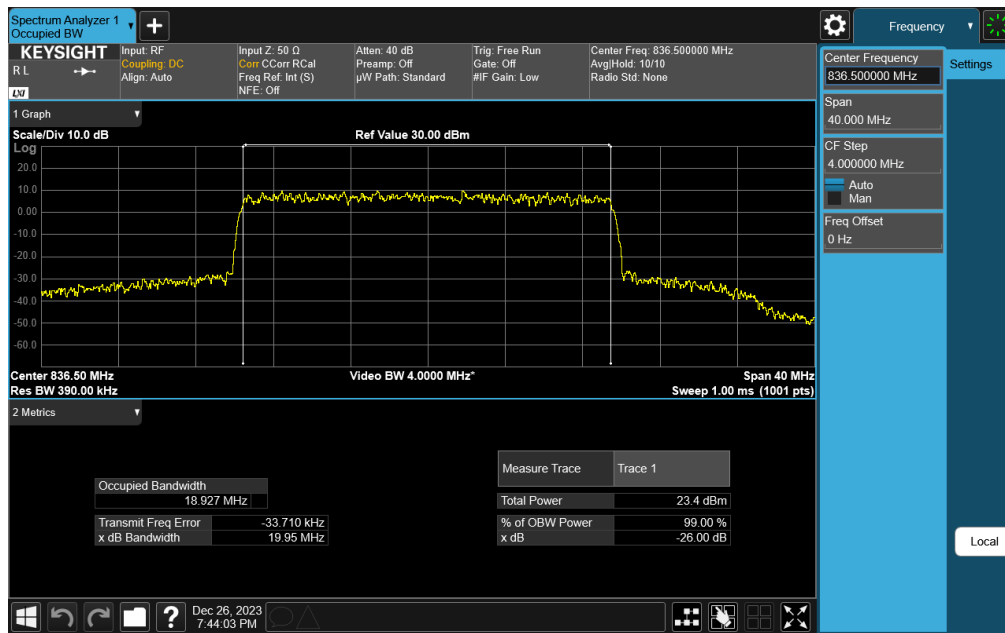 Spectrum Analyzer 1
Occupied BW
Frequency
KEYSIGHT
R L
LXI
Input: RF
Coupling: DC
Align: Auto
Input Z: 50 Ω
Corr CCorr RCal
Freq Ref: Int (S)
NFE: Off
Atten: 40 dB
Preamp: Off
µW Path: Standard
Trig: Free Run
Gate: Off
#IF Gain: Low
Center Freq: 836.500000 MHz
Avg|Hold: 10/10
Radio Std: None
Center Frequency
836.500000 MHz
Settings
Span
40.000 MHz
CF Step
4.000000 MHz
Auto
Man
Freq Offset
0 Hz
1 Graph
Scale/Div 10.0 dB
Ref Value 30.00 dBm
Log
20.0
10.0
0.00
-10.0
-20.0
-30.0
-40.0
-50.0
-60.0
Center 836.50 MHz
Video BW 4.0000 MHz*
Span 40 MHz
Res BW 390.00 kHz
Sweep 1.00 ms (1001 pts)
2 Metrics
Occupied Bandwidth
18.927 MHz
Transmit Freq Error -33.710 kHz
x dB Bandwidth 19.95 MHz
Measure Trace Trace 1
Total Power 23.4 dBm
% of OBW Power 99.00 %
x dB -26.00 dB
Local
?
Dec 26, 2023
7:44:03 PM